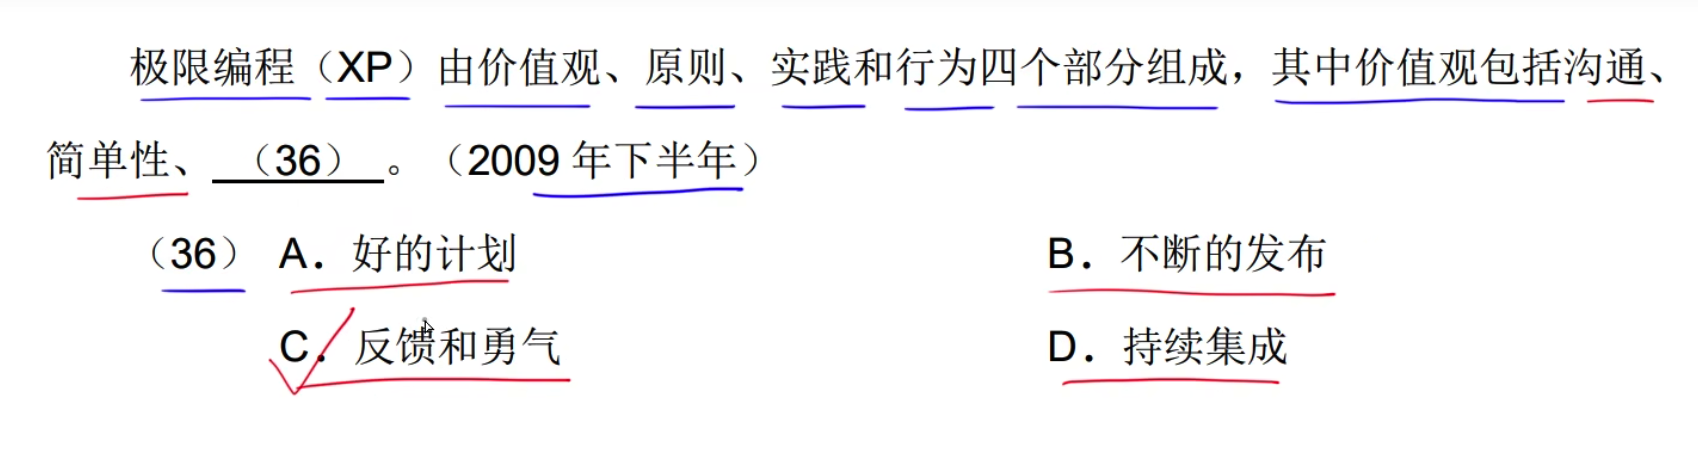 极限编程（XP）由价值观、原则、实践和行为四个部分组成，其中价值观包括沟通、
简单性、（36）。（2009 年下半年）
（36） A．好的计划 B．不断的发布
C．反馈和勇气 D．持续集成